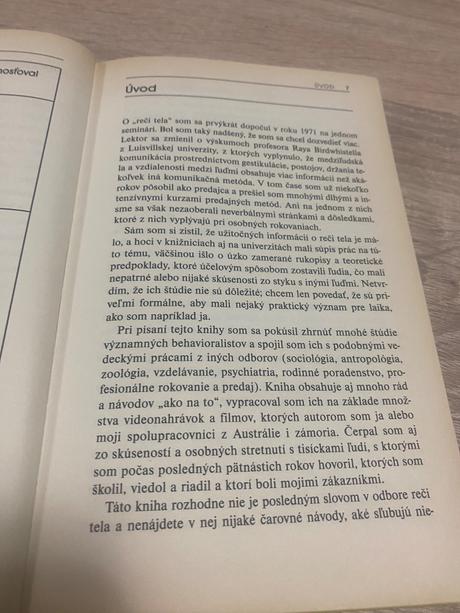 nosťoval
ÚVOD 7
Úvod
O „reči tela“ som sa prvýkrát dopočul v roku 1971 na jednom
seminári. Bol som taký nadšený, že som sa chcel dozvedieť viac.
Lektor sa zmienil o výskumoch profesora Raya Birdwhistella
z Luisvillskej univerzity, z ktorých vyplynulo, že medziľudská
komunikácia prostredníctvom gestikulácie, postojov, držania te-
la a vzdialenosti medzi ľuďmi obsahuje viac informácií než aká-
koľvek iná komunikačná metóda. V tom čase som už niekoľko
rokov pôsobil ako predajca a prešiel som mnohými dlhými a in-
tenzívnymi kurzami predajných metód. Ani na jednom z nich
sme sa však nezaoberali neverbálnymi stránkami a dôsledkami,
ktoré z nich vyplývajú pri osobných rokovaniach.
Sám som si zistil, že užitočných informácií o reči tela je má-
lo, a hoci v knižniciach aj na univerzitách mali súpis prác na tú-
to tému, väčšinou išlo o úzko zamerané rukopisy a teoretické
predpoklady, ktoré účelovým spôsobom zostavili ľudia, čo mali
nepatrné alebo nijaké skúsenosti zo styku s inými ľuďmi. Netvr-
dím, že ich štúdie nie sú dôležité; chcem len povedať, že sú pri-
veľmi formálne, aby mali nejaký praktický význam pre laika,
ako som napríklad ja.
Pri písaní tejto knihy som sa pokúsil zhrnúť mnohé štúdie
významných behavioralistov a spojil som ich s podobnými ve-
deckými prácami z iných odborov (sociológia, antropológia,
zoológia, vzdelávanie, psychiatria, rodinné poradenstvo, pro-
fesionálne rokovanie a predaj). Kniha obsahuje aj mnoho rád
a návodov „ako na to“, vypracoval som ich na základe množ-
stva videonahrávok a filmov, ktorých autorom som ja alebo
moji spolupracovníci z Austrálie i zámoria. Čerpal som aj
zo skúseností a osobných stretnutí s tisíckami ľudí, s ktorými
som počas posledných pätnástich rokov hovoril, ktorých som
školil, viedol a riadil a ktorí boli mojimi zákazníkmi.
Táto kniha rozhodne nie je posledným slovom v odbore reči
tela a nenájdete v nej nijaké čarovné návody, aké sľubujú nie-